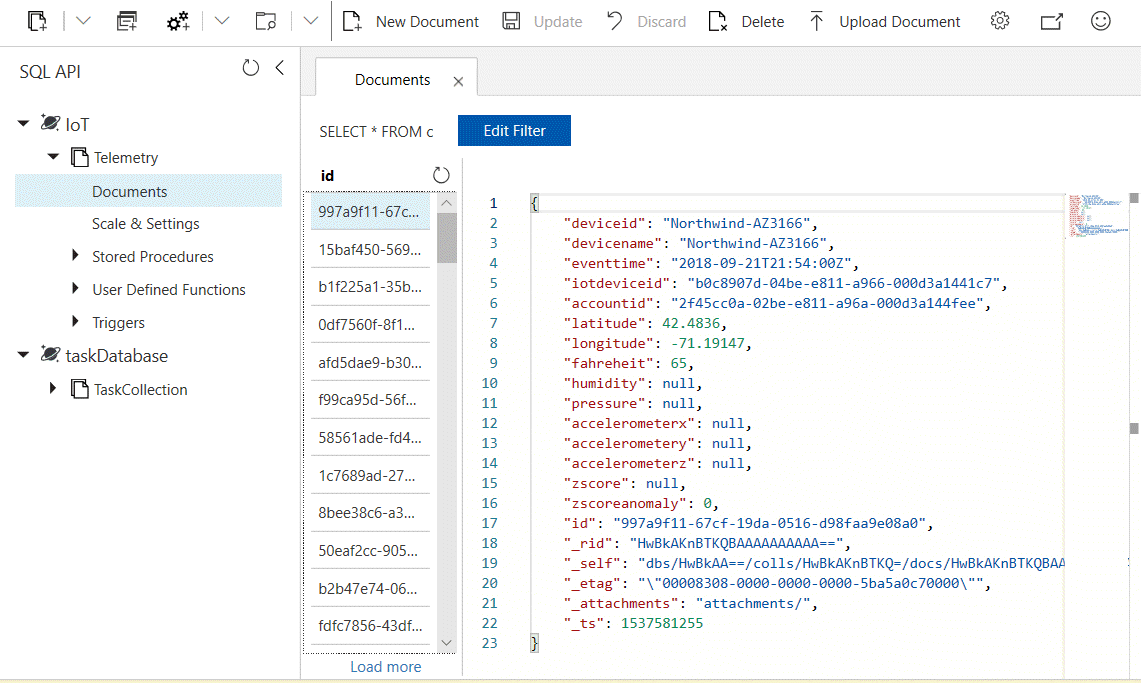 New Document
Update
Discard
Delete
Upload Document
SQL API
IoT
Telemetry
Documents
Scale & Settings
Stored Procedures
User Defined Functions
Triggers
taskDatabase
TaskCollection
Documents
SELECT * FROM c
Edit Filter
id
997a9f11-67c...
15baf450-569...
b1f225a1-35b...
0df7560f-8f1...
afd5dae9-b30...
f99ca95d-56f...
58561ade-fd4...
1c7689ad-27...
8bee38c6-a3...
50eaf2cc-905...
b2b47e74-06...
fdfc7856-43df...
Load more
1 {
2 "deviceid": "Northwind-AZ3166",
3 "devicename": "Northwind-AZ3166",
4 "eventtime": "2018-09-21T21:54:00Z",
5 "iotdeviceid": "b0c8907d-04be-e811-a966-000d3a1441c7",
6 "accountid": "2f45cc0a-02be-e811-a96a-000d3a144fee",
7 "latitude": 42.4836,
8 "longitude": -71.19147,
9 "fahreheit": 65,
10 "humidity": null,
11 "pressure": null,
12 "accelerometerx": null,
13 "accelerometery": null,
14 "accelerometerz": null,
15 "zscore": null,
16 "zscoreanomaly": 0,
17 "id": "997a9f11-67cf-19da-0516-d98faa9e08a0",
18 "_rid": "HwBkAKnBTKQBAAAAAAAAAA==",
19 "_self": "dbs/HwBkAA==/colls/HwBkAKnBTKQ=/docs/HwBkAKnBTKQBAA
20 "_etag": "\"00008308-0000-0000-0000-5ba5a0c70000\"",
21 "_attachments": "attachments/",
22 "_ts": 1537581255
23 }